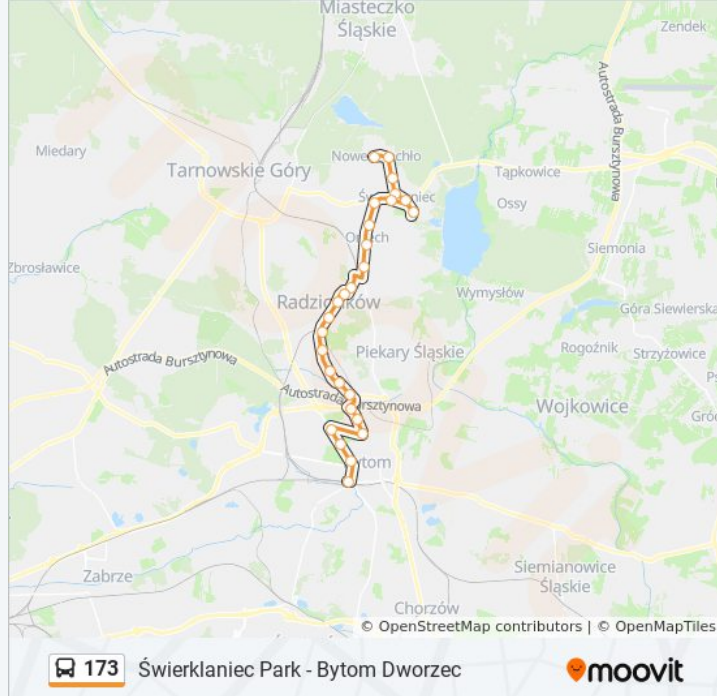 Miasteczko
Śląskie
Zendek
Autostrada Bursztynowa
Miedary
Nowe Chechło
Tarnowskie Góry
Tąpkowice
Świerklaniec
Ossy
Orzech
Siemonia
Zbrosławice
Wymysłów
Radzionków
Góra Siewierska
Rogoźnik
Strzyżowice
Piekary Śląskie
Autostrada Bursztynowa
Autostrada Bursztynowa
Wojkowice
Bytom
Zabrze
Siemianowice
Śląskie
Chorzów
© OpenStreetMap contributors | © OpenMapTiles
173 Świerklaniec Park - Bytom Dworzec
moovit